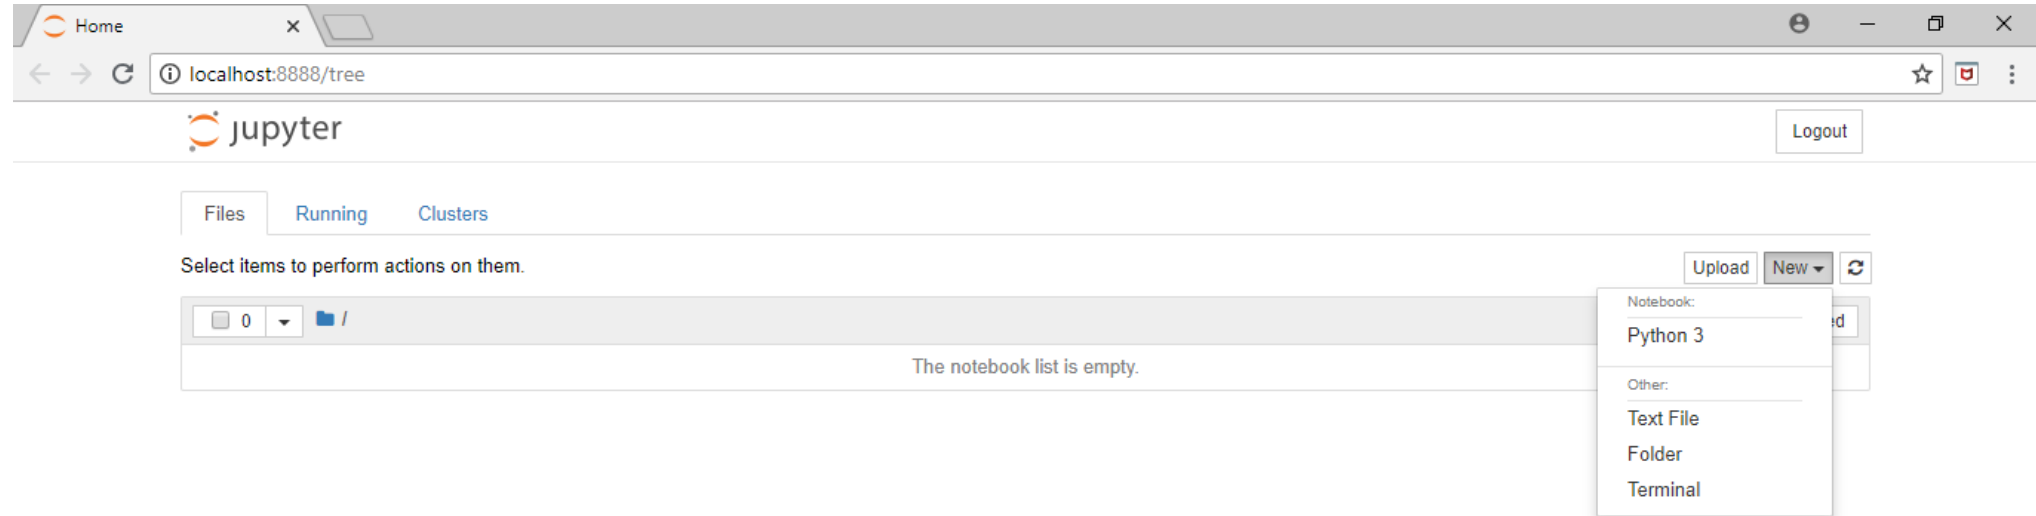 Home
localhost:8888/tree
jupyter
Logout
Files Running Clusters
Select items to perform actions on them.
Upload New
0 /
Notebook:
Python 3
The notebook list is empty.
Other:
Text File
Folder
Terminal